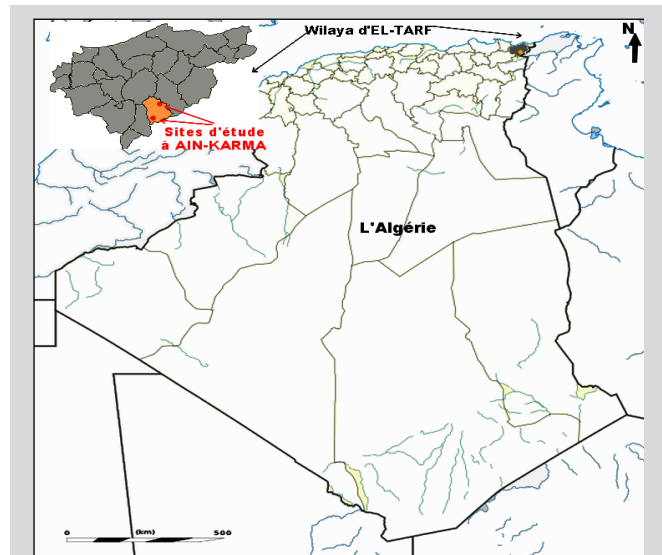 Wilaya d'EL-TARF
N
Sites d'étude
à AIN-KARMA
L'Algérie
0 (km) 500